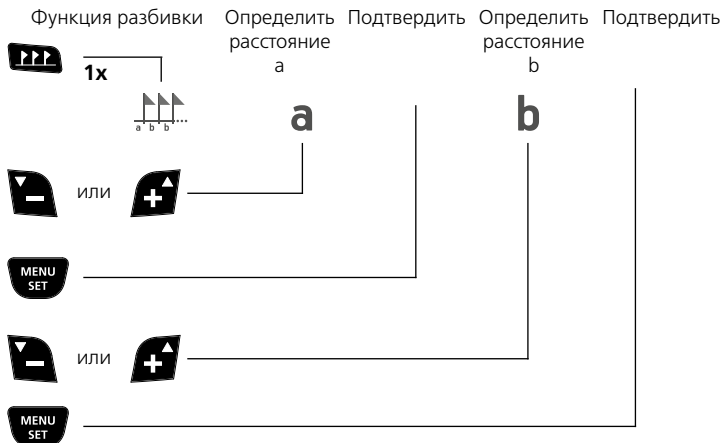 Функция разбивки
Определить
расстояние
a
Подтвердить
Определить
расстояние
b
Подтвердить
1x
a b b
a
b
или
MENU
SET
или
MENU
SET